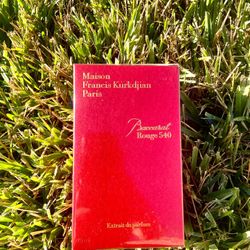 Maison
Francis Kurkdjian
Paris
Baccarat
Rouge 540
Extrait de parfum